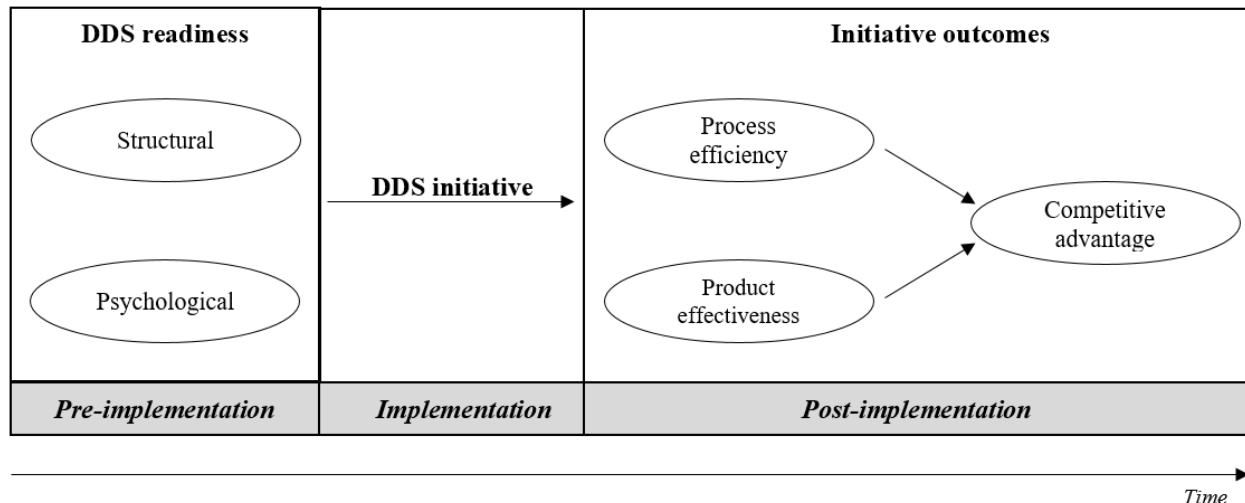 DDS readiness
Structural
Psychological
DDS initiative
Initiative outcomes
Process
efficiency
Product
effectiveness
Competitive
advantage
Pre-implementation
Implementation
Post-implementation
Time